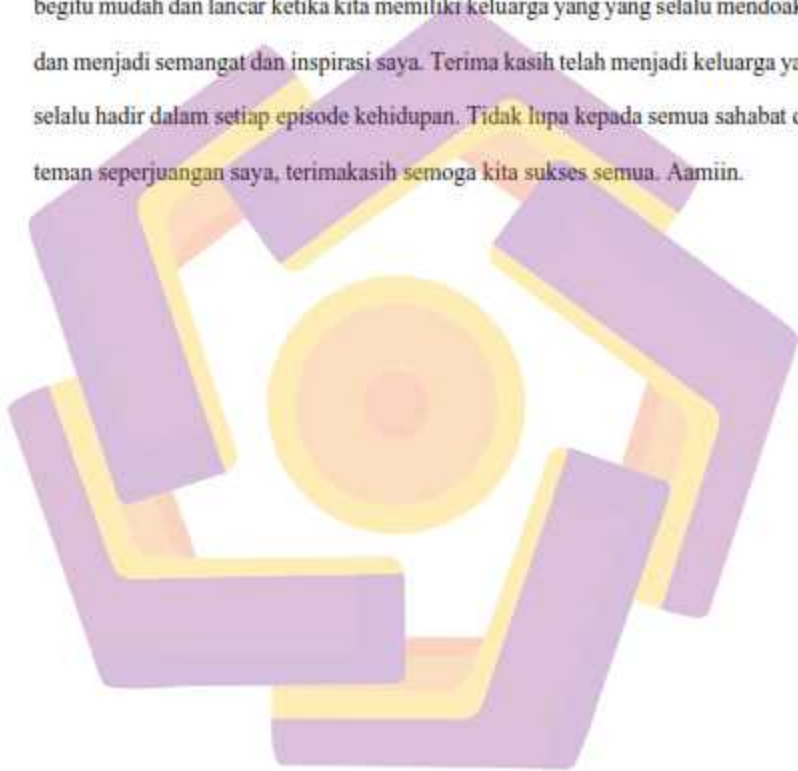 begitu mudah dan lancar ketika kita memiliki keluarga yang yang selalu mendoak
dan menjadi semangat dan inspirasi saya. Terima kasih telah menjadi keluarga ya
selalu hadir dalam setiap episode kehidupan. Tidak lupa kepada semua sahabat d
teman seperjuangan saya, terimakasih semoga kita sukses semua. Aamiin.